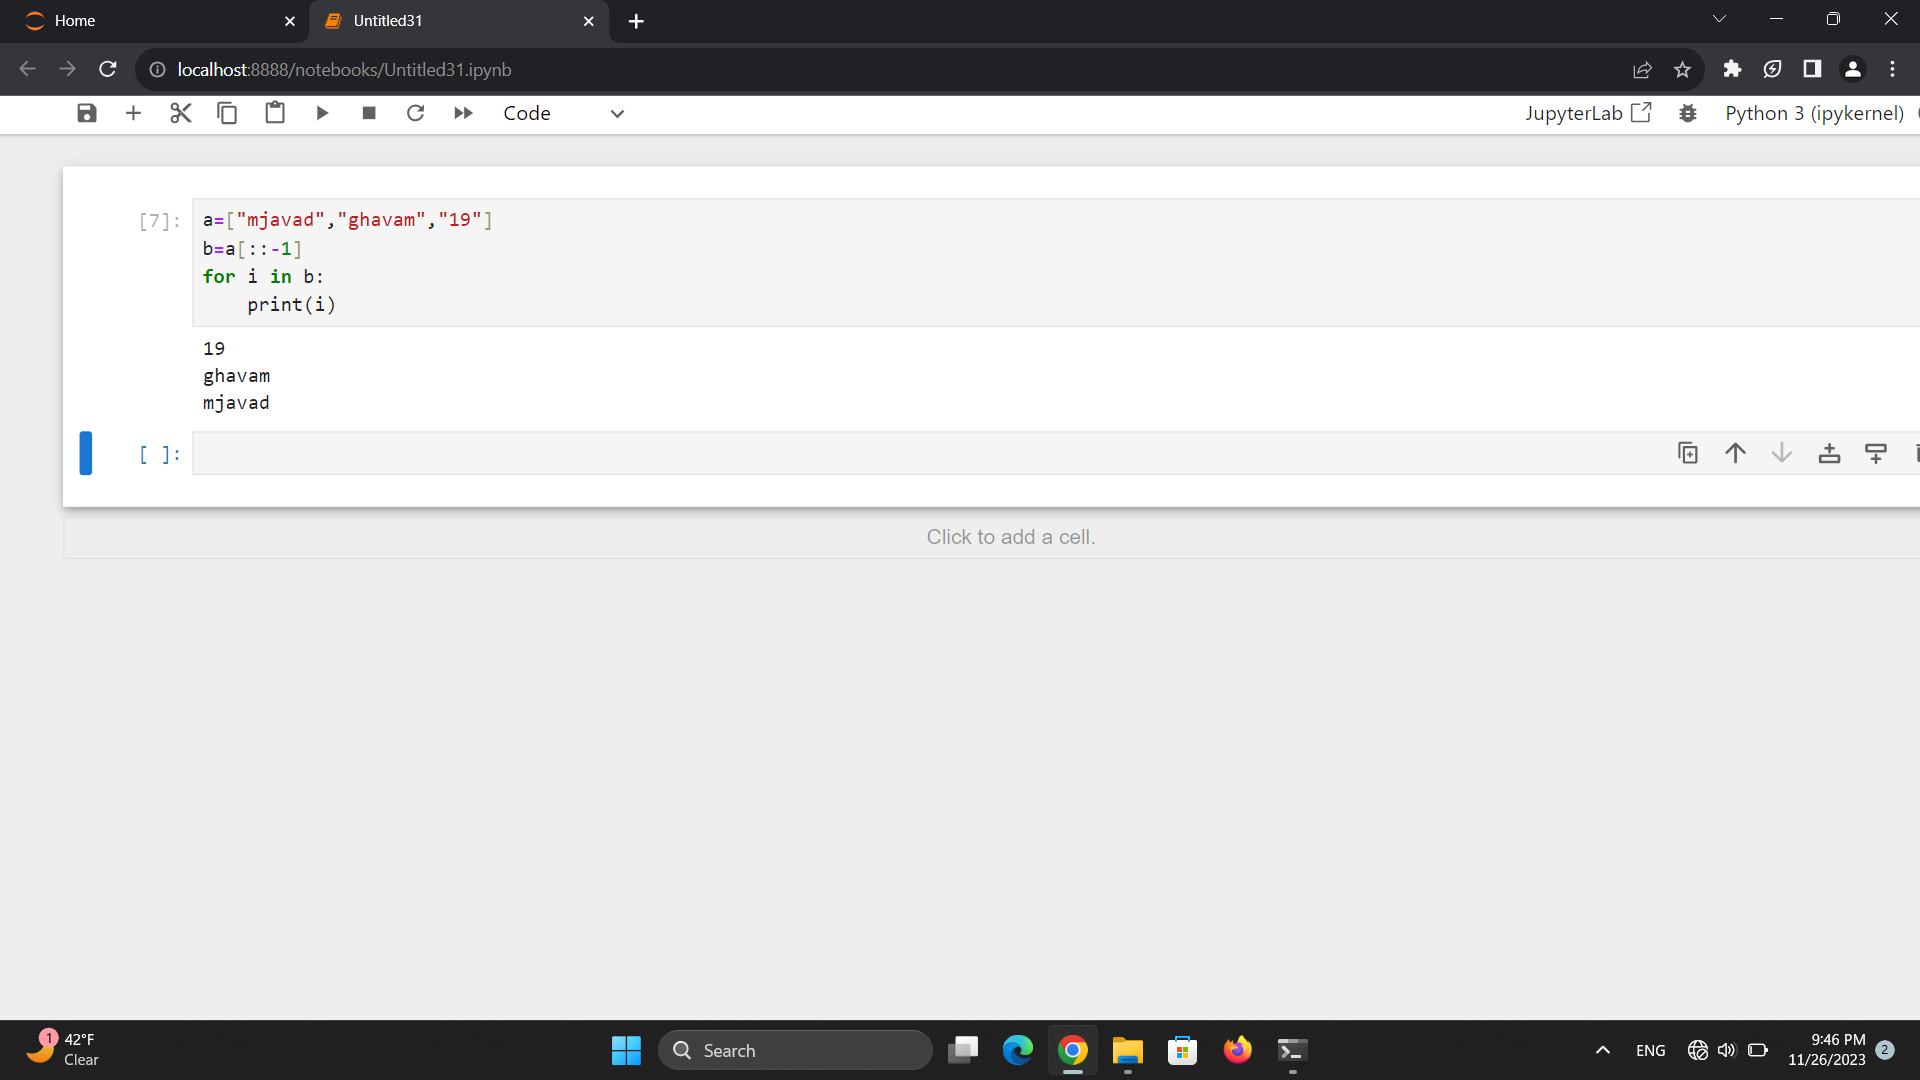 Home
Untitled31
localhost:8888/notebooks/Untitled31.ipynb
Code
JupyterLab
Python 3 (ipykernel)
[7]:
a=["mjavad","ghavam","19"]
b=a[::-1]
for i in b:
    print(i)
19
ghavam
mjavad
[ ]:
Click to add a cell.
1
42°F
Clear
Search
ENG
9:46 PM
11/26/2023
2